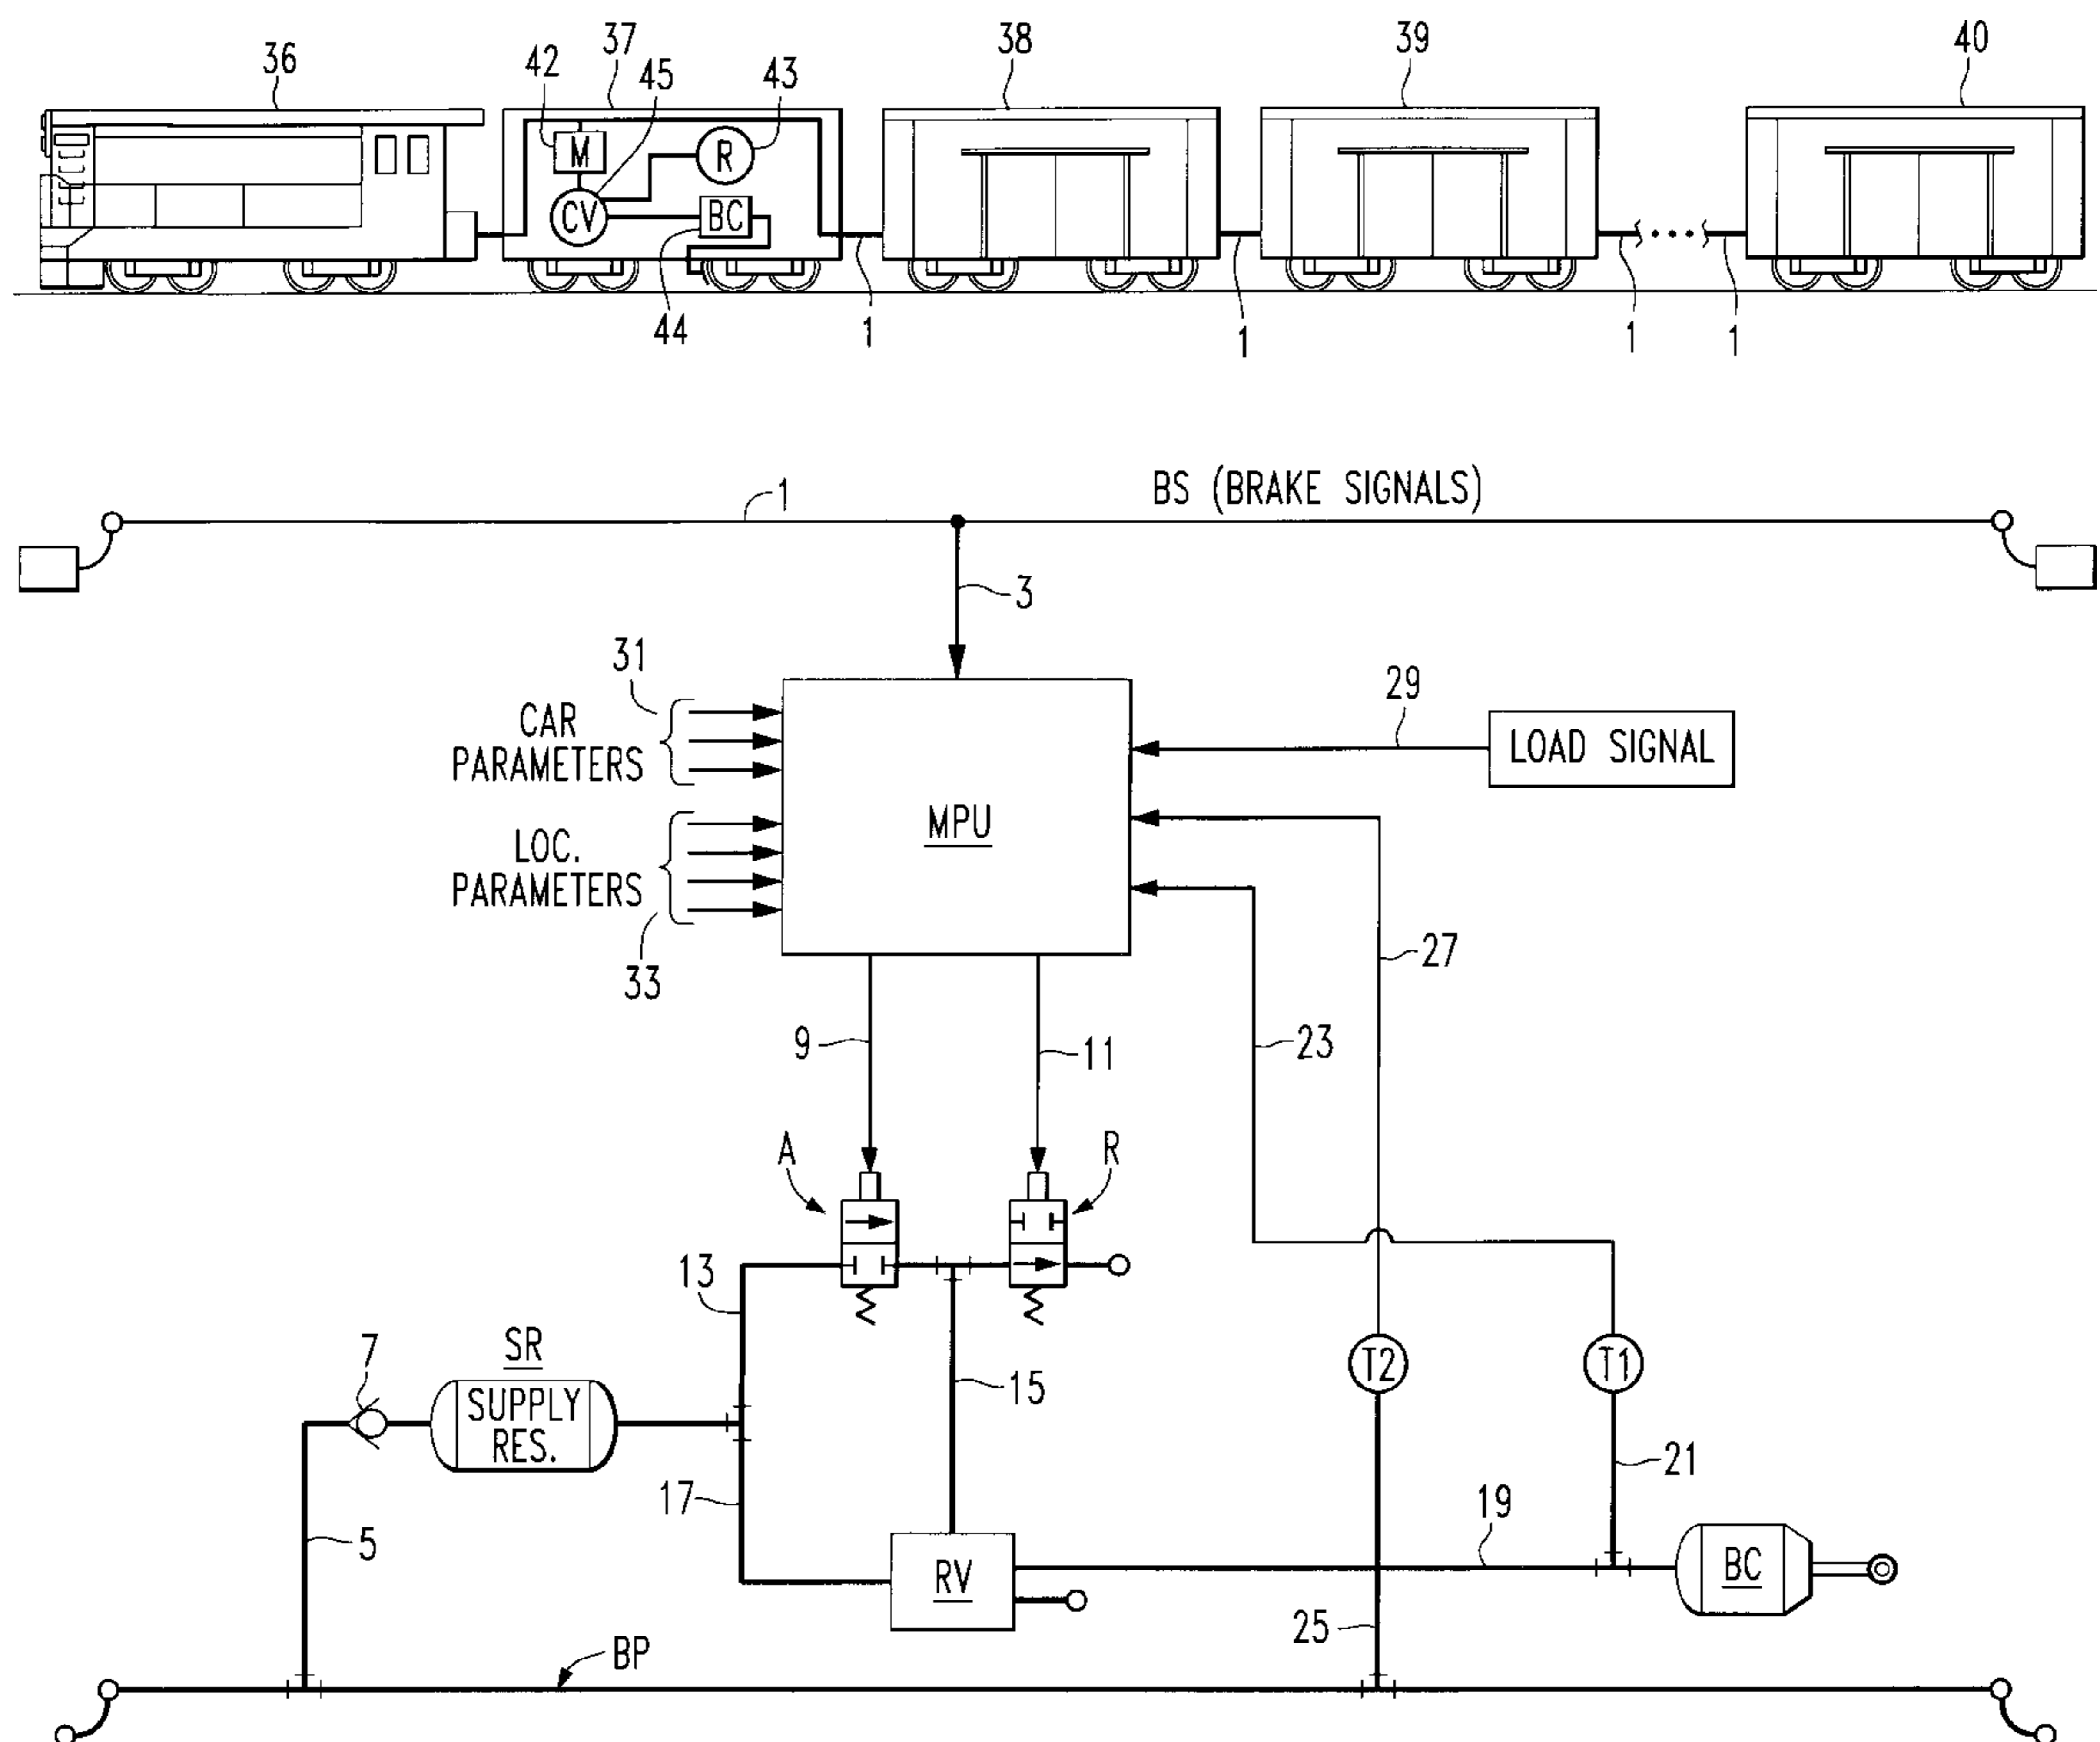 36
42
37
45
43
38
39
40
M
R
CV
BC
44
1
1
1
1
1
BS (BRAKE SIGNALS)
3
31
CAR
PARAMETERS
29
LOAD SIGNAL
MPU
LOC.
PARAMETERS
33
27
9
11
23
A
R
13
7
SR
SUPPLY
RES.
15
T2
T1
17
21
19
5
RV
BC
25
BP